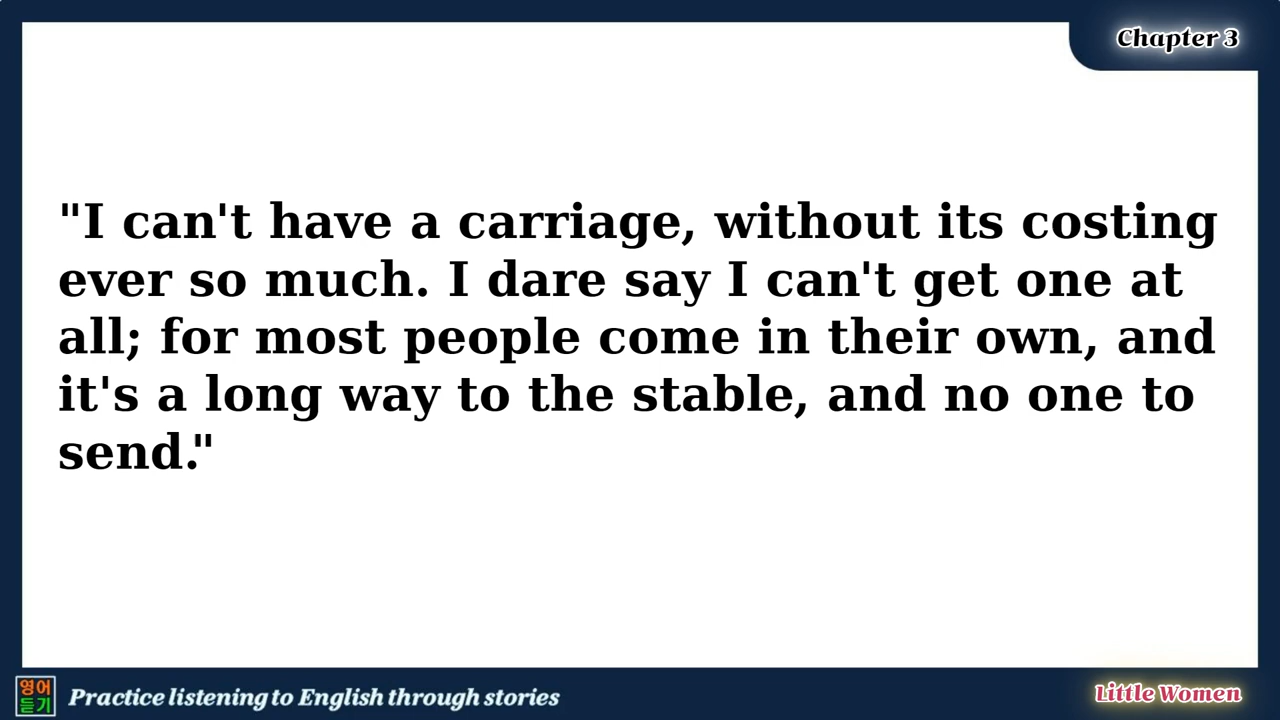 Chapter 3
"I can't have a carriage, without its costing
ever so much. I dare say I can't get one at
all; for most people come in their own, and
it's a long way to the stable, and no one to
send."
영어
듣기
Practice listening to English through stories
Little Women